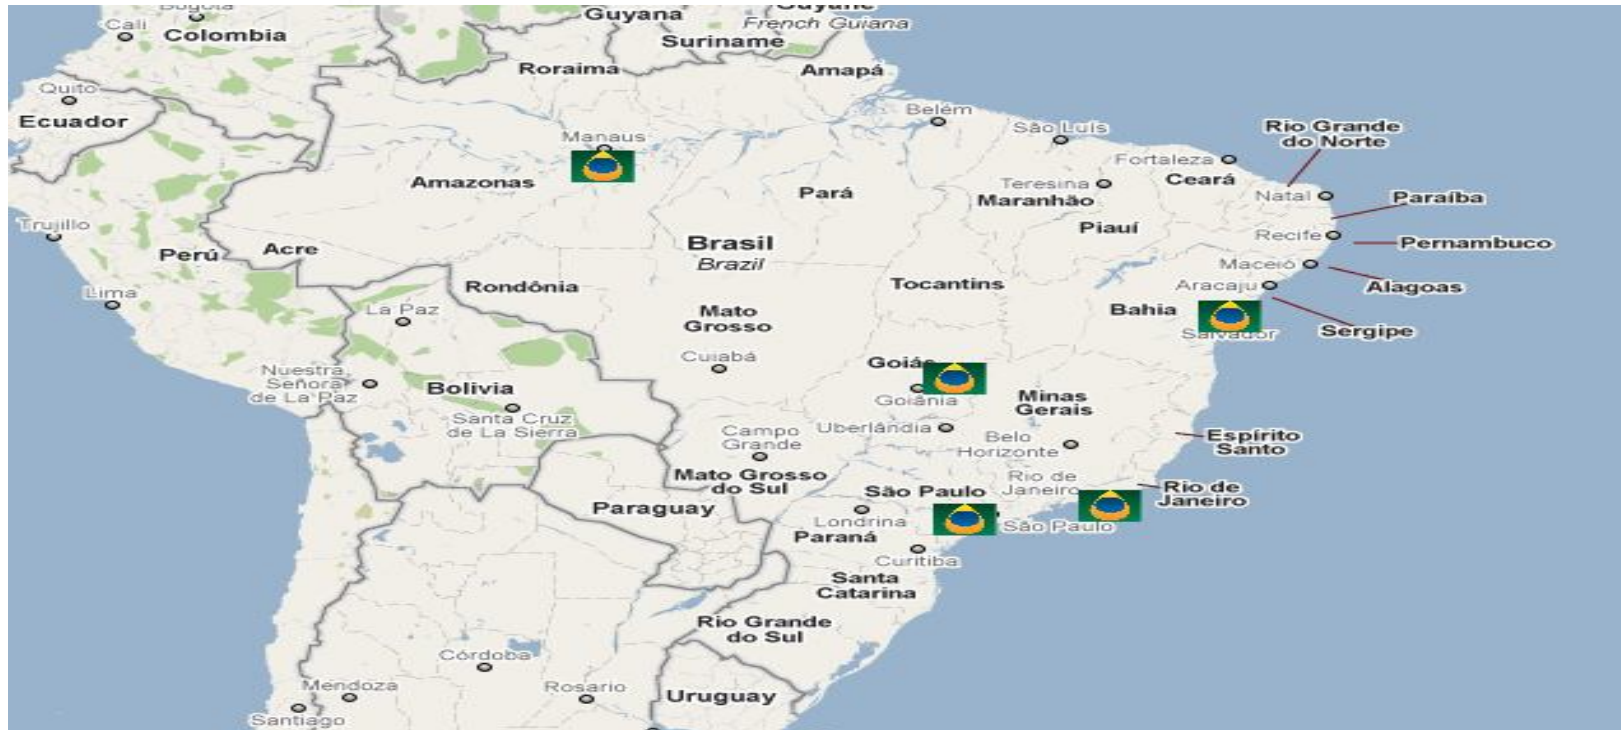 Bogotá
Cali
Colombia
Guyana
Guyane
French Guiana
Suriname
Roraima
Amapá
Quito
Ecuador
Manaus
Amazonas
Belém
São Luís
Fortaleza
Ceará
Rio Grande
do Norte
Teresina
Maranhão
Natal
Paraíba
Pará
Piauí
Recife
Pernambuco
Trujillo
Perú
Acre
Brasil
Brazil
Maceió
Alagoas
Aracaju
Sergipe
Lima
Rondônia
Tocantins
Bahia
Salvador
La Paz
Mato
Grosso
Cuiabá
Goiás
Goiânia
Nuestra
Señora
de La Paz
Bolivia
Santa Cruz
de La Sierra
Minas
Gerais
Uberlândia
Belo
Horizonte
Espírito
Santo
Campo
Grande
Mato Grosso
do Sul
São Paulo
Rio de
Janeiro
Rio de
Janeiro
Paraguay
Londrina
São Paulo
Paraná
Curitiba
Santa
Catarina
Rio Grande
do Sul
Córdoba
Mendoza
Rosario
Uruguay
Santiago